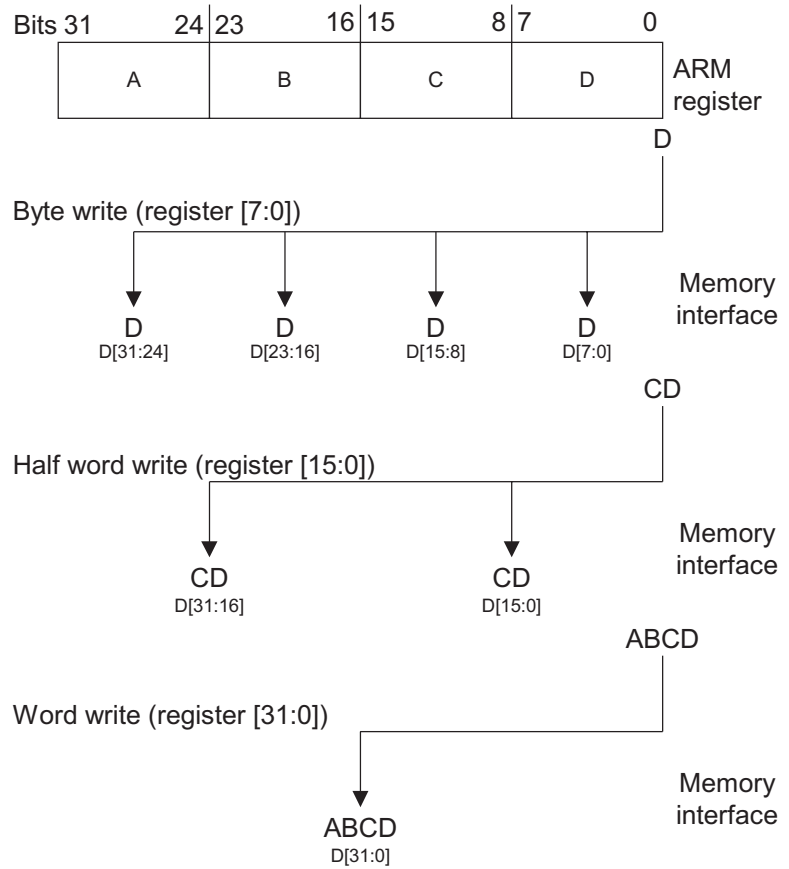 Bits 31 24 23 16 15 8 7 0
A B C D
ARM
register
D
Byte write (register [7:0])
Memory
interface
D D D D
D[31:24] D[23:16] D[15:8] D[7:0]
CD
Half word write (register [15:0])
Memory
interface
CD CD
D[31:16] D[15:0]
ABCD
Word write (register [31:0])
Memory
interface
ABCD
D[31:0]